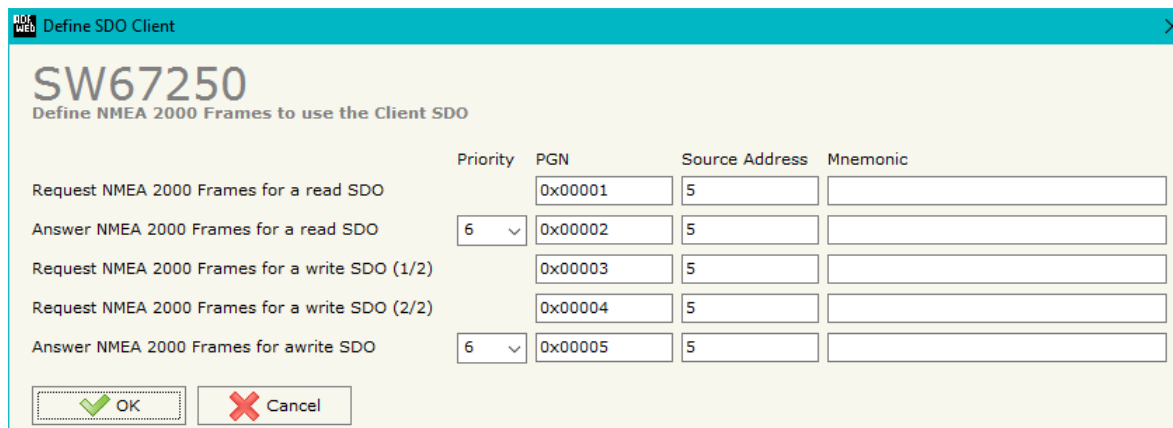 ADF
WEB Define SDO Client
SW67250
Define NMEA 2000 Frames to use the Client SDO
Priority PGN Source Address Mnemonic
Request NMEA 2000 Frames for a read SDO 0x00001 5
Answer NMEA 2000 Frames for a read SDO 6 0x00002 5
Request NMEA 2000 Frames for a write SDO (1/2) 0x00003 5
Request NMEA 2000 Frames for a write SDO (2/2) 0x00004 5
Answer NMEA 2000 Frames for awrite SDO 6 0x00005 5
OK Cancel